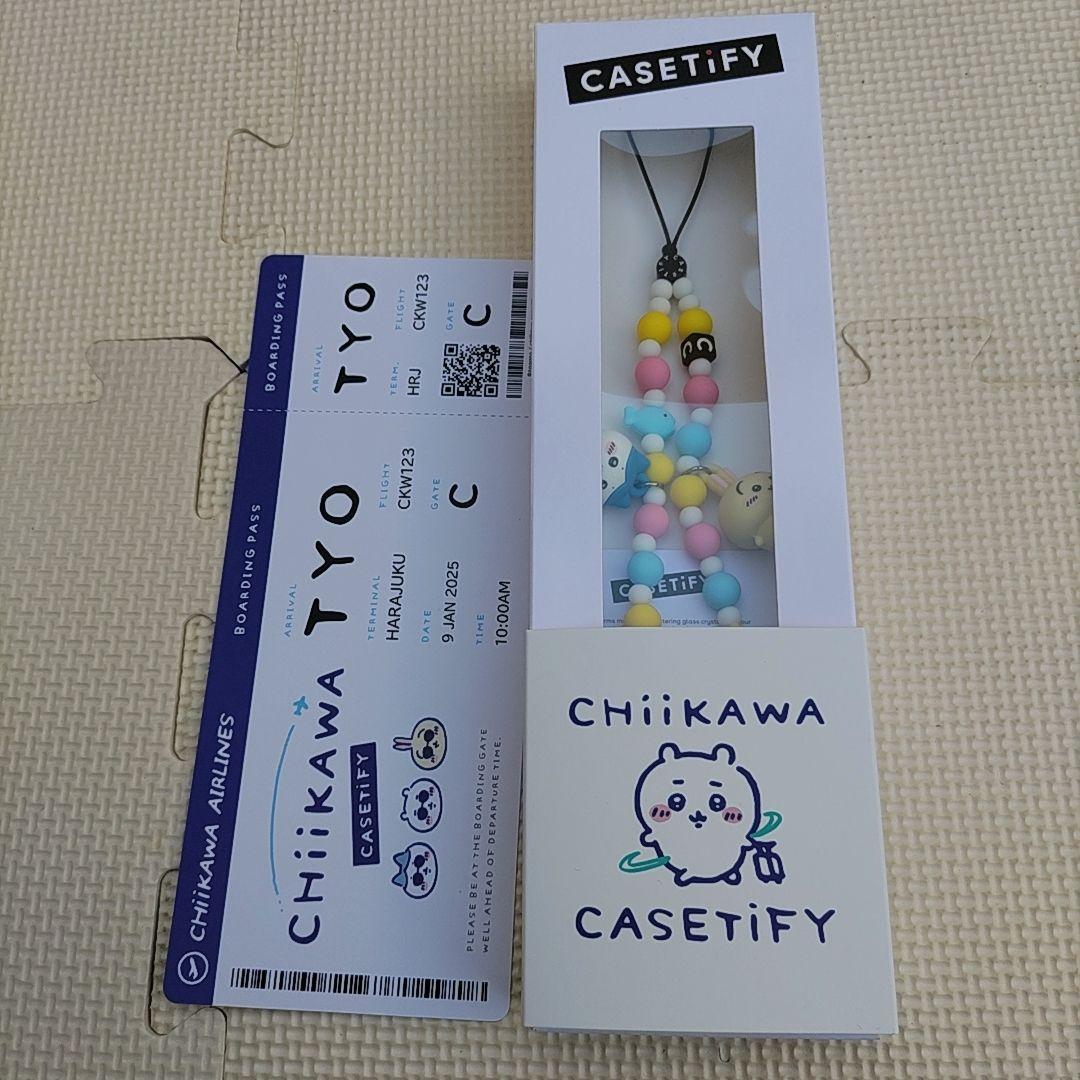 BOARDING PASS
ARRIVAL
TYO
TERM.
HRJ
FLIGHT
CKW123
GATE
C
CHiiKAWA AIRLINES
BOARDING PASS
CHiiKAWA
CASETiFY
ARRIVAL
TYO
TERMINAL
HARAJUKU
FLIGHT
CKW123
DATE
9 JAN 2025
GATE
C
TIME
10:00AM
PLEASE BE AT THE BOARDING GATE
WELL AHEAD OF DEPARTURE TIME.
CASETiFY
CASETiFY
CHiiKAWA
CASETiFY